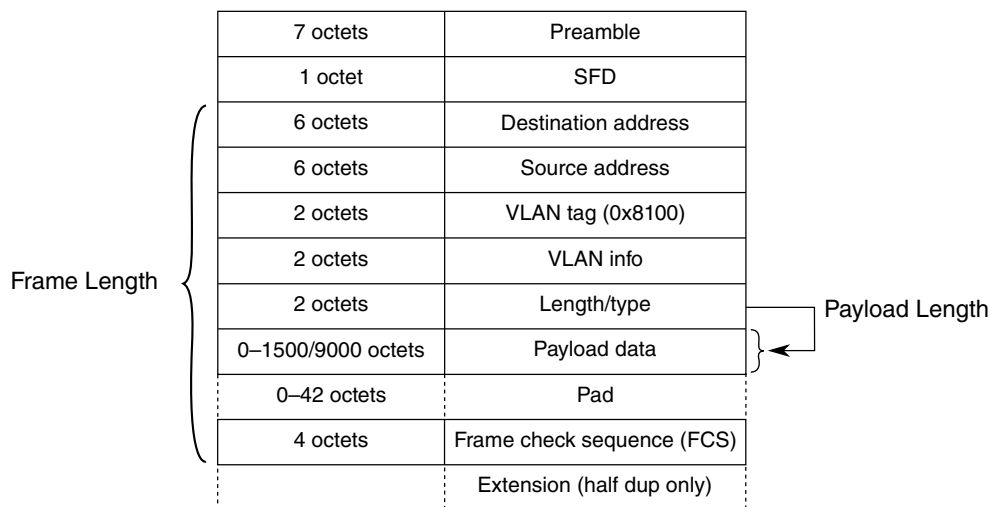 7 octets Preamble
1 octet SFD
6 octets Destination address
6 octets Source address
2 octets VLAN tag (0x8100)
2 octets VLAN info
Frame Length
2 octets Length/type
Payload Length
0–1500/9000 octets Payload data
0–42 octets Pad
4 octets Frame check sequence (FCS)
Extension (half dup only)